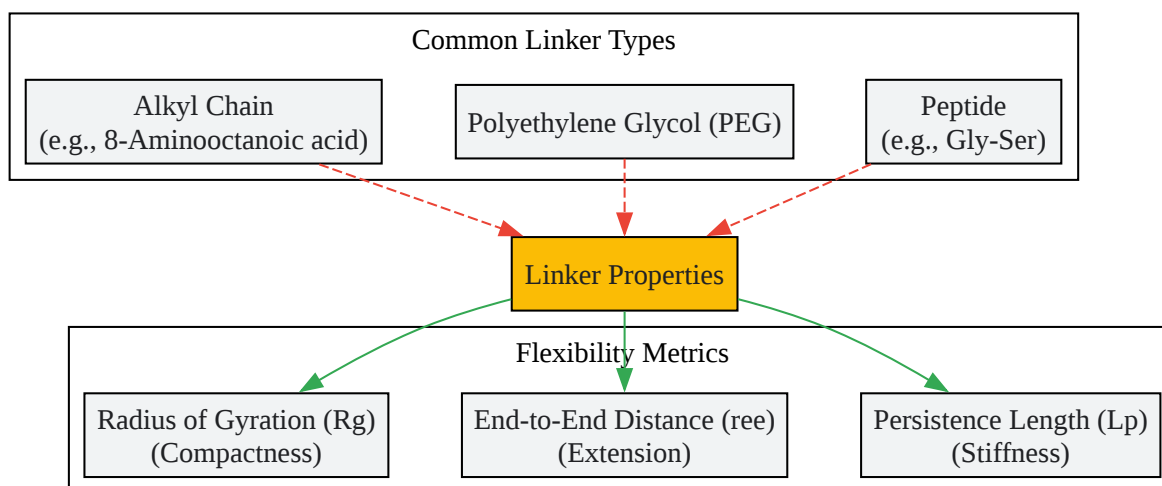 Common Linker Types
Alkyl Chain
(e.g., 8-Aminooctanoic acid)
Polyethylene Glycol (PEG)
Peptide
(e.g., Gly-Ser)
Linker Properties
Flexibility Metrics
Radius of Gyration (Rg)
(Compactness)
End-to-End Distance (ree)
(Extension)
Persistence Length (Lp)
(Stiffness)